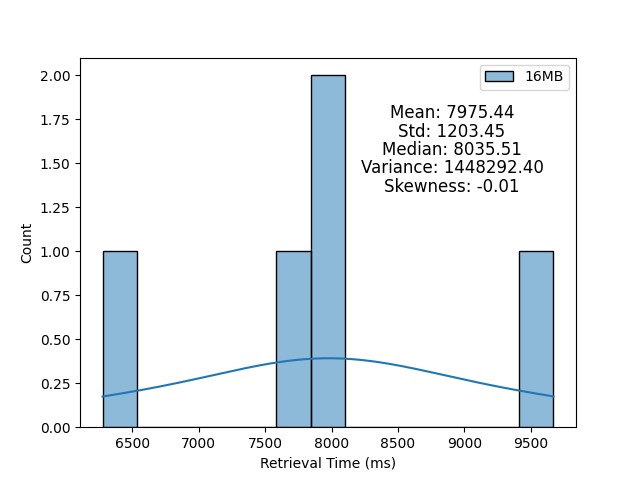 16MB
Mean: 7975.44
Std: 1203.45
Median: 8035.51
Variance: 1448292.40
Skewness: -0.01
2.00
1.75
1.50
1.25
1.00
0.75
0.50
0.25
0.00
Count
6500 7000 7500 8000 8500 9000 9500
Retrieval Time (ms)